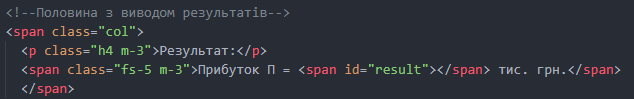 <!--Половина з виводом результатів-->
<span class="col">
<p class="h4 m-3">Результат:</p>
<span class="fs-5 m-3">Прибуток П = <span id="result"></span> тис. грн.</span>
</span>